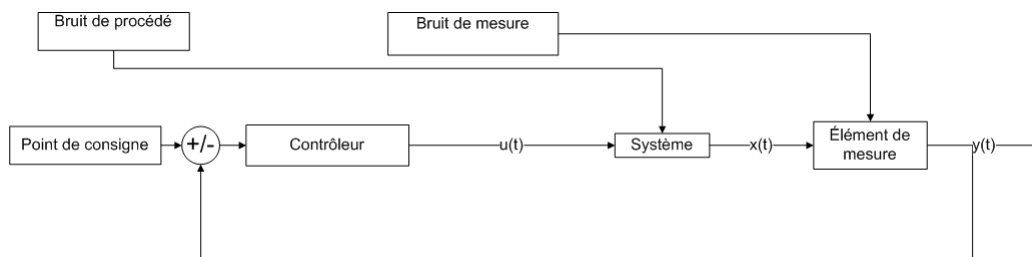 Bruit de procédé
Bruit de mesure
Point de consigne
+/-
Contrôleur
u(t)
Système
x(t)
Élément de
mesure
y(t)